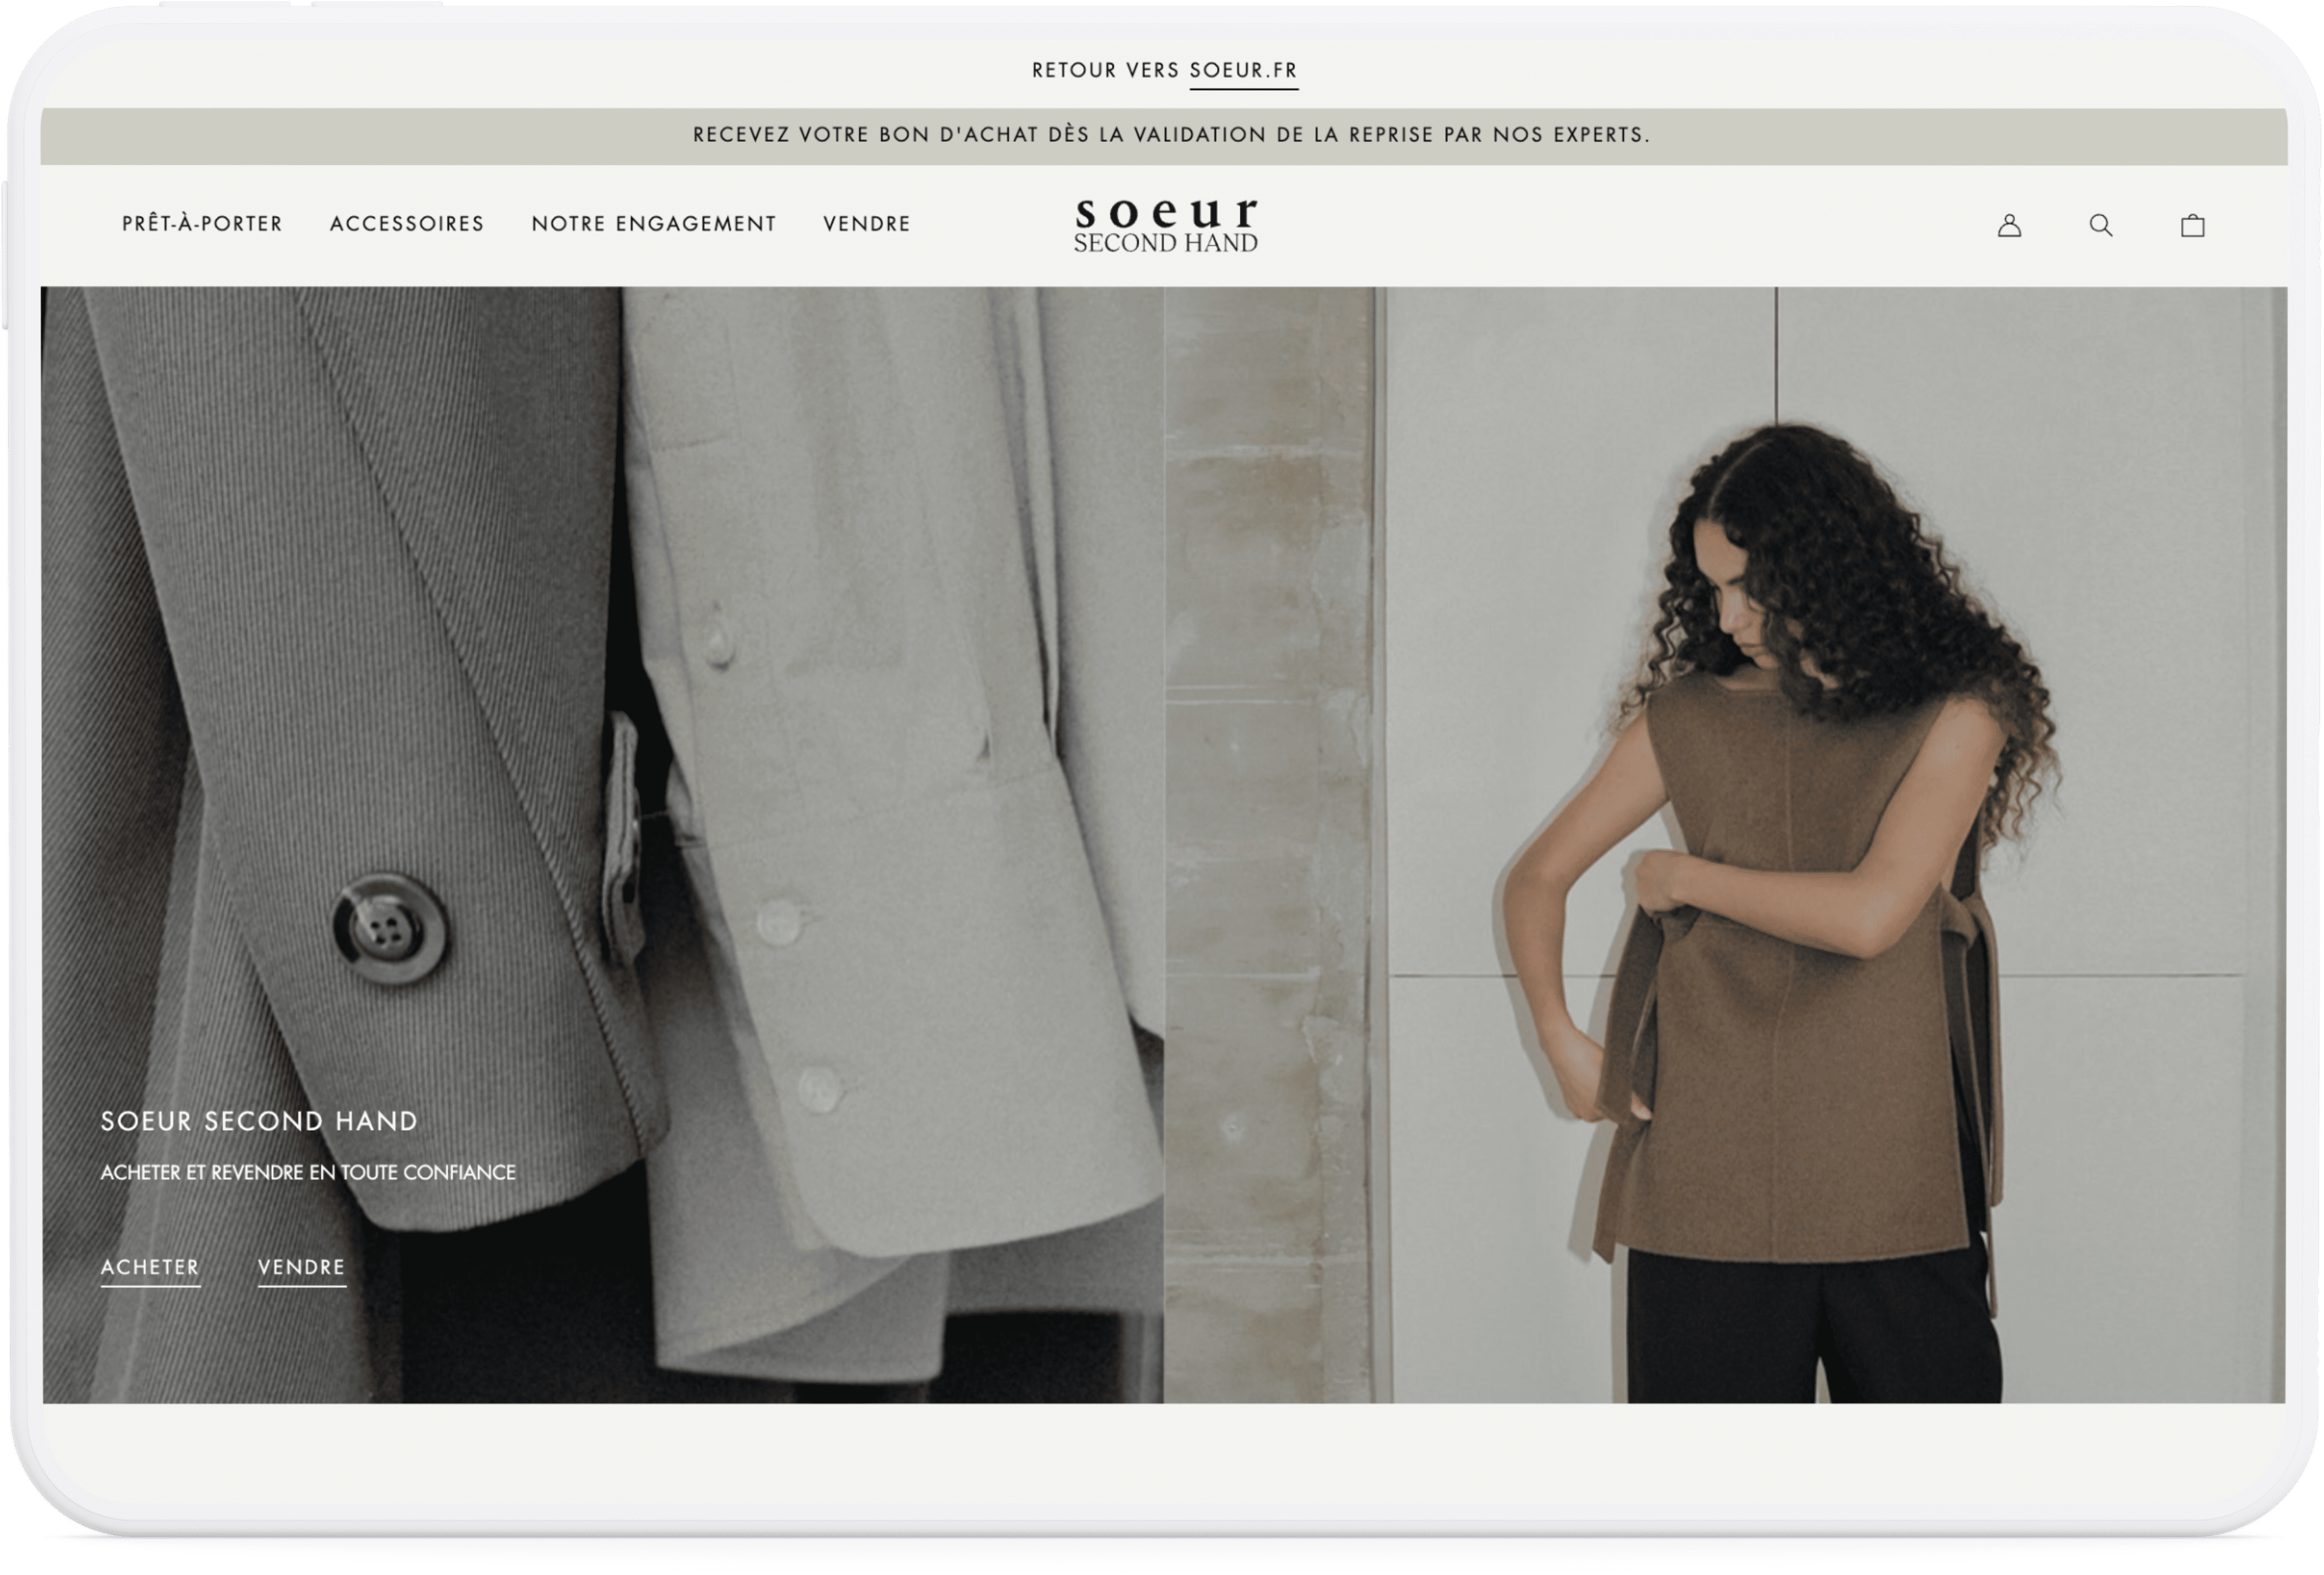 RETOUR VERS SOEUR.FR
RECEVEZ VOTRE BON D'ACHAT DÈS LA VALIDATION DE LA REPRISE PAR NOS EXPERTS.
PRÊT-À-PORTER ACCESSOIRES NOTRE ENGAGEMENT VENDRE
soeur
SECOND HAND
SOEUR SECOND HAND
ACHETER ET REVENDRE EN TOUTE CONFIANCE
ACHETER VENDRE